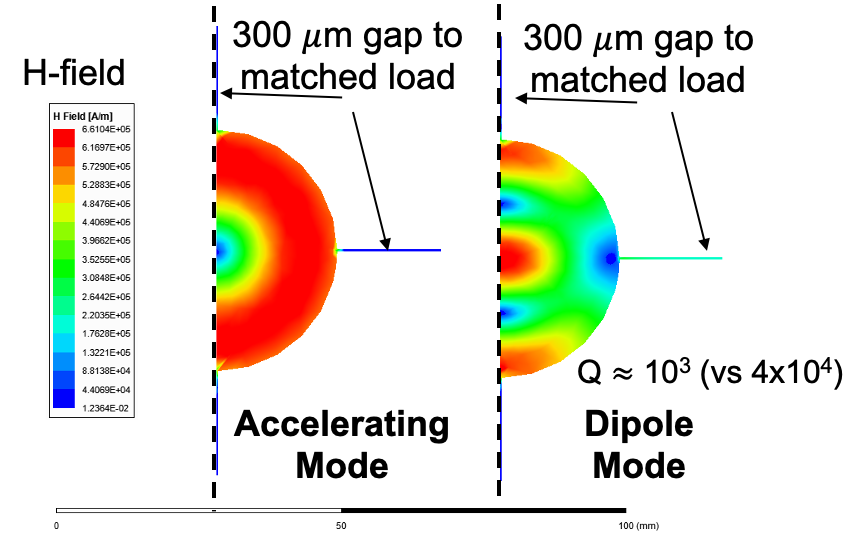 300 𝜇m gap to
matched load
300 𝜇m gap to
matched load
H-field
H Field [A/m]
6.6104E+05
6.1697E+05
5.7290E+05
5.2883E+05
4.8476E+05
4.4069E+05
3.9662E+05
3.5255E+05
3.0848E+05
2.6442E+05
2.2035E+05
1.7628E+05
1.3221E+05
8.8138E+04
4.4069E+04
1.2364E-02
Q ≈ 10³ (vs 4x10⁴)
Accelerating
Mode
Dipole
Mode
0
50
100 (mm)